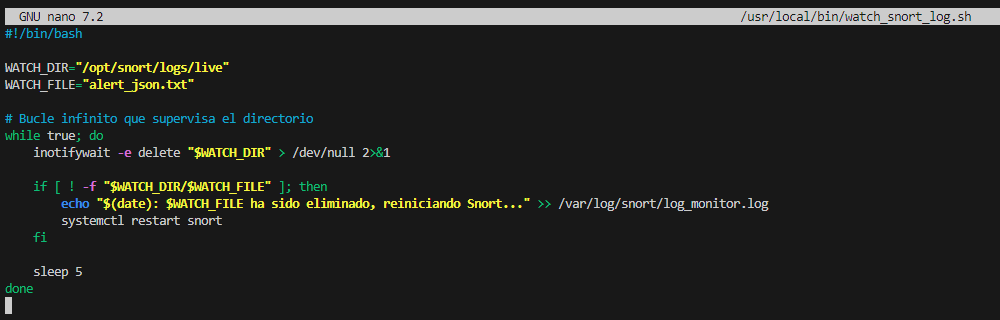 GNU nano 7.2 /usr/local/bin/watch_snort_log.sh
#!/bin/bash
WATCH_DIR="/opt/snort/logs/live"
WATCH_FILE="alert_json.txt"
# Bucle infinito que supervisa el directorio
while true; do
    inotifywait -e delete "$WATCH_DIR" > /dev/null 2>&1
    if [ ! -f "$WATCH_DIR/$WATCH_FILE" ]; then
        echo "$(date): $WATCH_FILE ha sido eliminado, reiniciando Snort..." >> /var/log/snort/log_monitor.log
        systemctl restart snort
    fi
    sleep 5
done